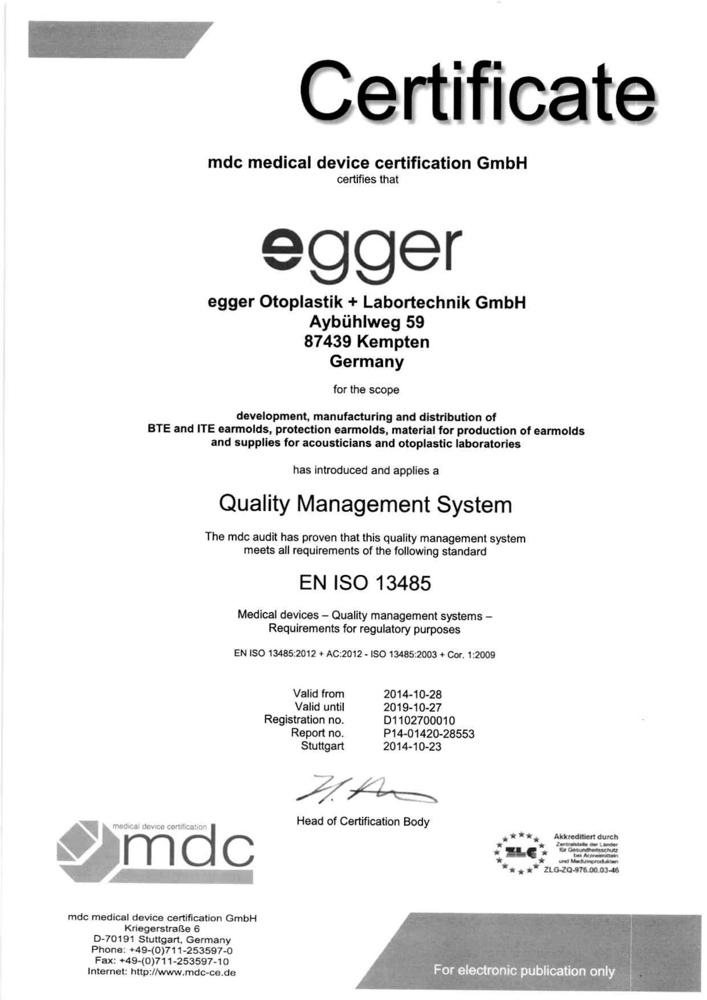 Certificate
mdc medical device certification GmbH
certifies that
egger
egger Otoplastik + Labortechnik GmbH
Aybühlweg 59
87439 Kempten
Germany
for the scope
development, manufacturing and distribution of
BTE and ITE earmolds, protection earmolds, material for production of earmolds
and supplies for acousticians and otoplastic laboratories
has introduced and applies a
Quality Management System
The mdc audit has proven that this quality management system
meets all requirements of the following standard
EN ISO 13485
Medical devices – Quality management systems –
Requirements for regulatory purposes
EN ISO 13485:2012 + AC:2012 - ISO 13485:2003 + Cor. 1:2009
Valid from 2014-10-28
Valid until 2019-10-27
Registration no. D1102700010
Report no. P14-01420-28553
Stuttgart 2014-10-23
Head of Certification Body
medical device certification
mdc
ZLG
Akkreditiert durch
Zentralstelle der Länder
für Gesundheitsschutz
bei Arzneimitteln
und Medizinprodukten
ZLG-ZQ-976.00.03-46
mdc medical device certification GmbH
Kriegerstraße 6
D-70191 Stuttgart, Germany
Phone: +49-(0)711-253597-0
Fax: +49-(0)711-253597-10
Internet: http://www.mdc-ce.de
For electronic publication only